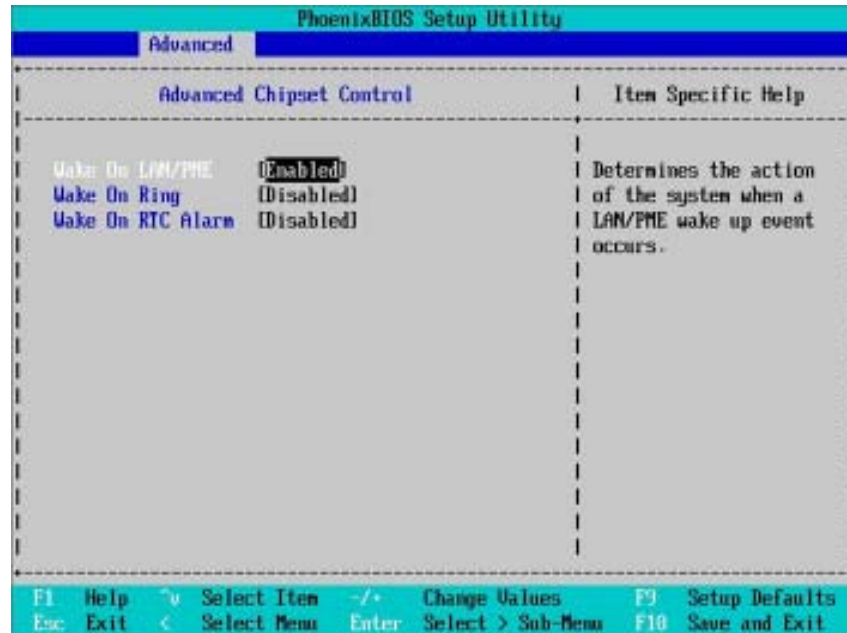 PhoenixBIOS Setup Utility
Advanced
Advanced Chipset Control
Item Specific Help
Wake On LAN/PME [Enabled]
Wake On Ring [Disabled]
Wake On RTC Alarm [Disabled]
Determines the action
of the system when a
LAN/PME wake up event
occurs.
F1 Help ^v Select Item -/+ Change Values F9 Setup Defaults
Esc Exit < Select Menu Enter Select > Sub-Menu F10 Save and Exit